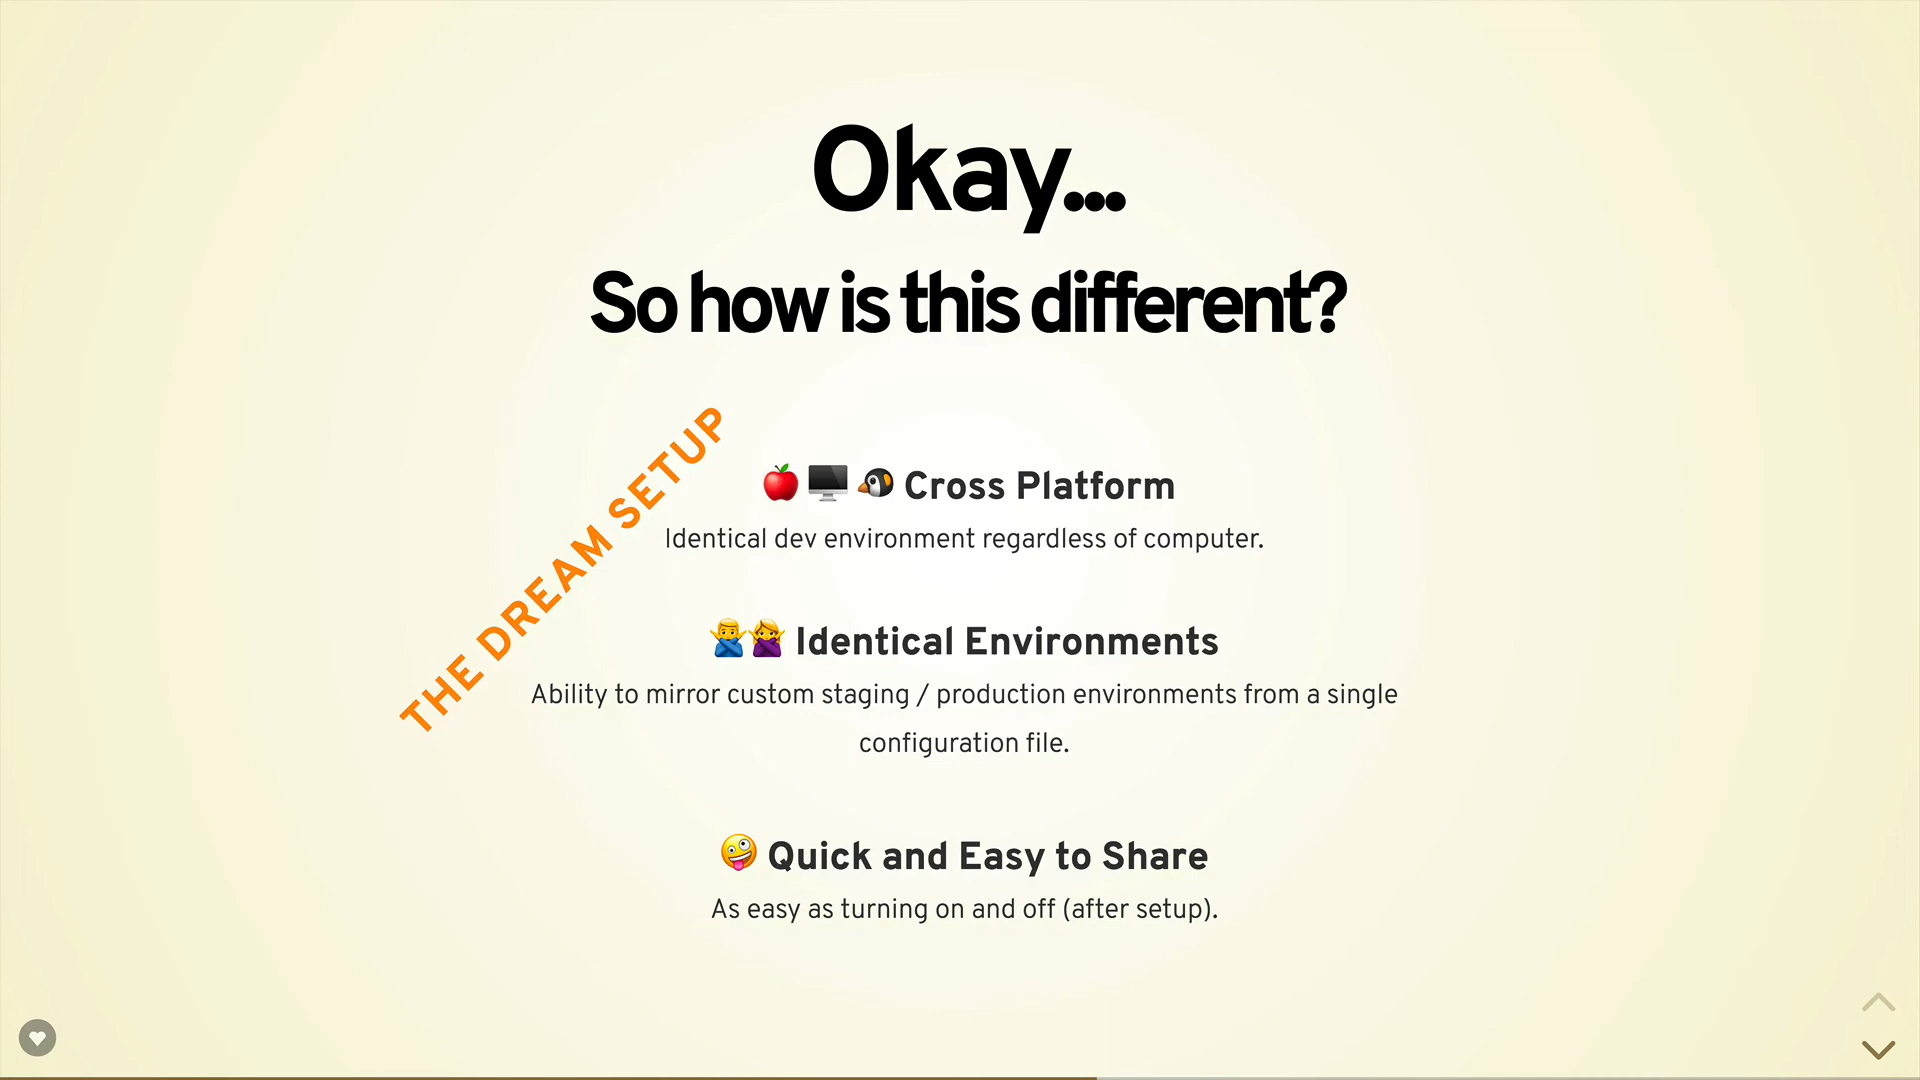 Okay...
So how is this different?
THE DREAM SETUP
🍎 🖥️ 🐧 Cross Platform
Identical dev environment regardless of computer.
🙅‍♂️🙅‍♀️ Identical Environments
Ability to mirror custom staging / production environments from a single
configuration file.
🤪 Quick and Easy to Share
As easy as turning on and off (after setup).